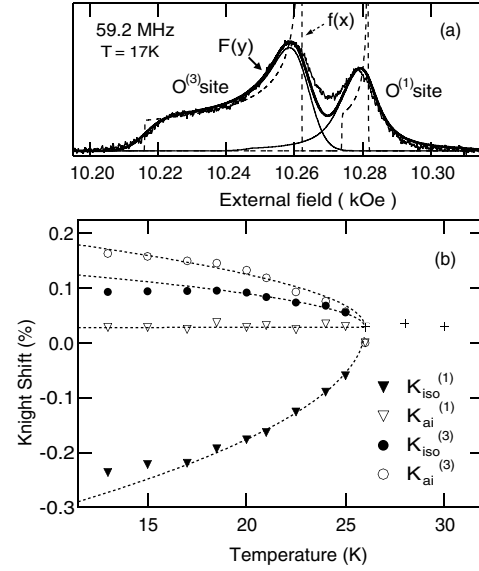 59.2 MHz
T = 17K
f(x)
(a)
F(y)
O(3)site
O(1)site
10.20 10.22 10.24 10.26 10.28 10.30
External field ( kOe )
(b)
0.2
0.1
0.0
-0.1
-0.2
-0.3
Knight Shift (%)
Kiso(1)
Kai(1)
Kiso(3)
Kai(3)
15 20 25 30
Temperature (K)